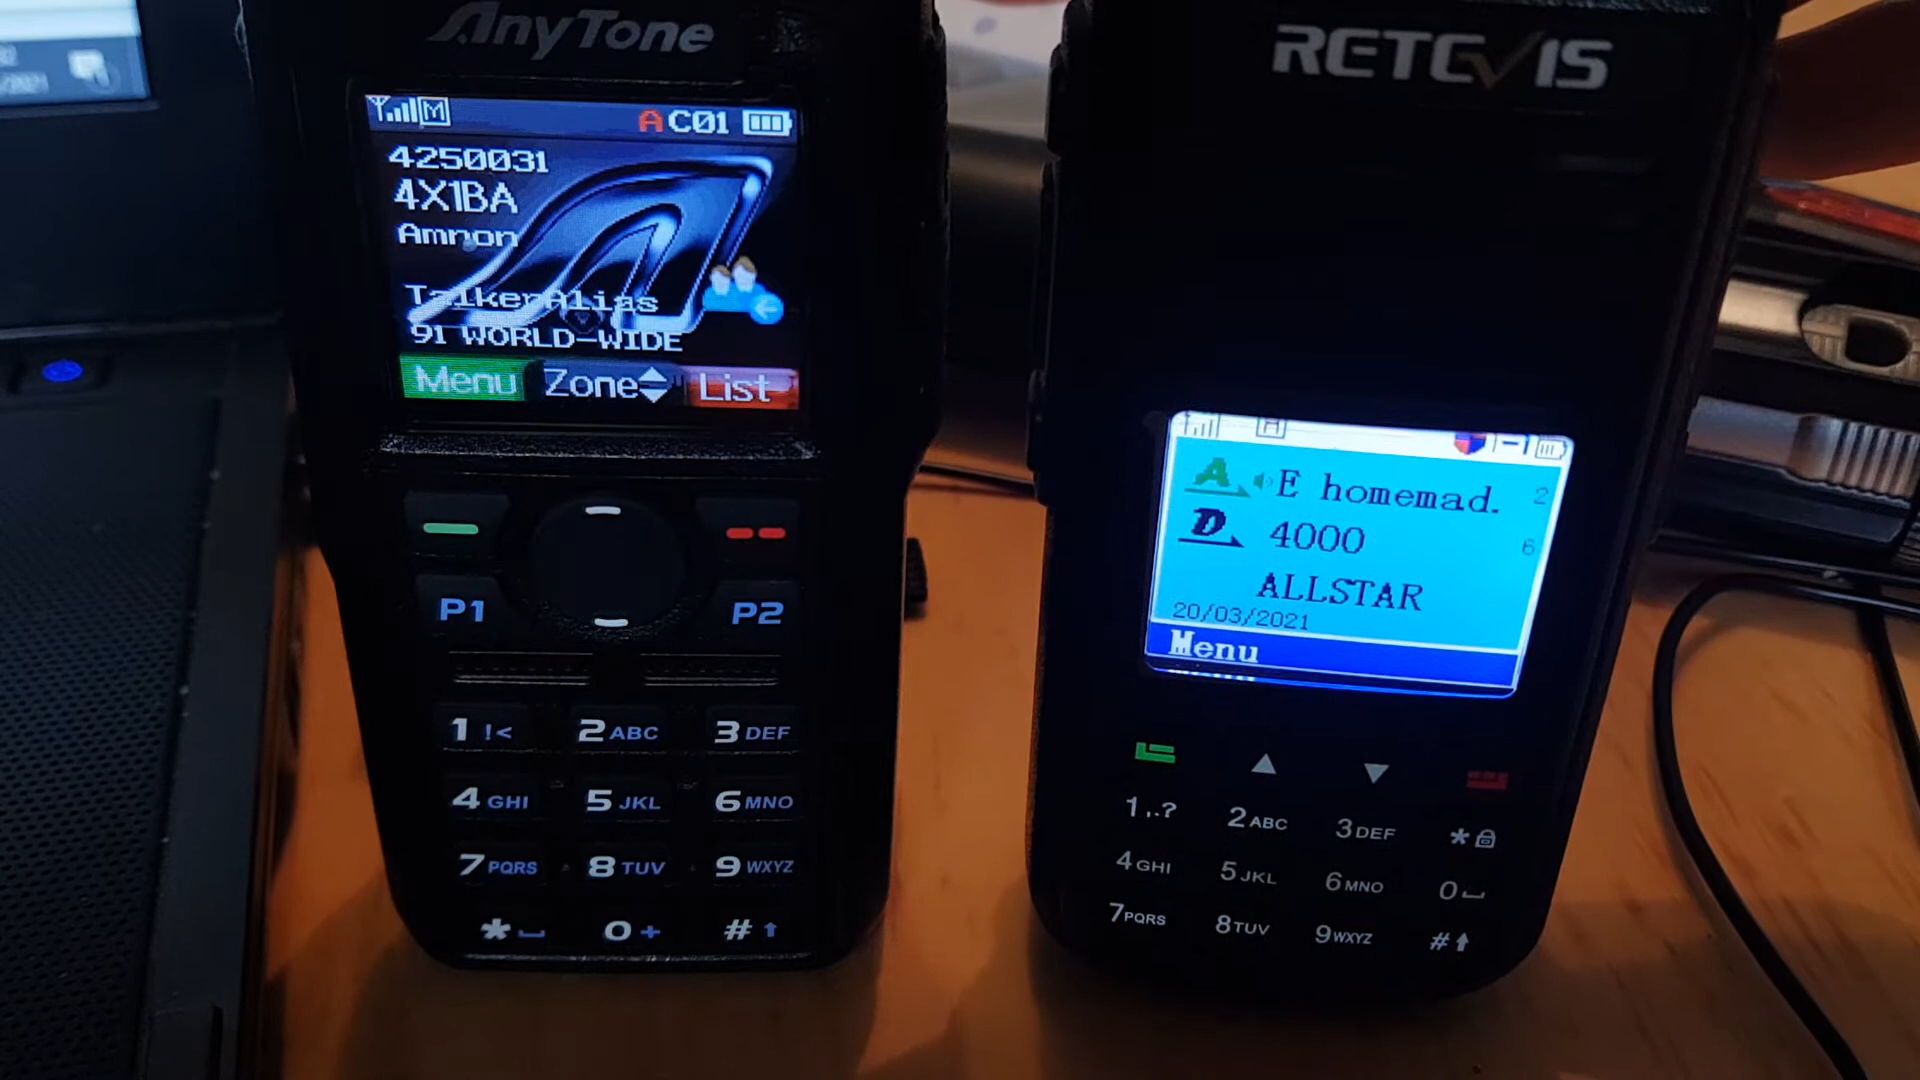 AnyTone
A C01
4250031
4X1BA
Amnon
TalkerAlias
91 WORLD-WIDE
Menu Zone List
P1 P2
1 !< 2 ABC 3 DEF
4 GHI 5 JKL 6 MNO
7 PQRS 8 TUV 9 WXYZ
* 0 + #
RETEVIS
A E homemad. 2
D 4000 6
ALLSTAR
20/03/2021
Menu
1,.? 2 ABC 3 DEF *
4 GHI 5 JKL 6 MNO 0
7 PQRS 8 TUV 9 WXYZ #